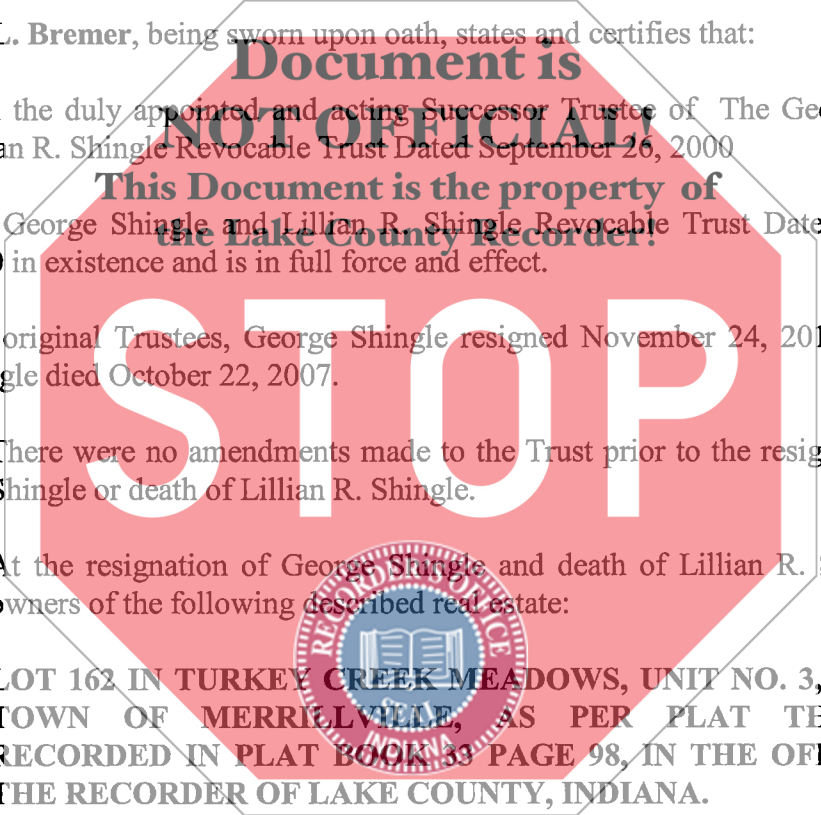 L. Bremer, being sworn upon oath, states and certifies that:
Document is
the duly appointed and acting Successor Trustee of The Geo
NOT OFFICIAL!
an R. Shingle Revocable Trust Dated September 26, 2000
This Document is the property of
George Shingle and Lillian R. Shingle Revocable Trust Date
the Lake County Recorder!
in existence and is in full force and effect.
original Trustees, George Shingle resigned November 24, 201
gle died October 22, 2007.
STOP
There were no amendments made to the Trust prior to the resig
Shingle or death of Lillian R. Shingle.
At the resignation of George Shingle and death of Lillian R.
owners of the following described real estate:
RECORDER'S OFFICE
LOT 162 IN TURKEY CREEK MEADOWS, UNIT NO. 3,
SEAL
TOWN OF MERRILLVILLE, AS PER PLAT TH
INDIANA
RECORDED IN PLAT BOOK 33 PAGE 98, IN THE OFF
THE RECORDER OF LAKE COUNTY, INDIANA.